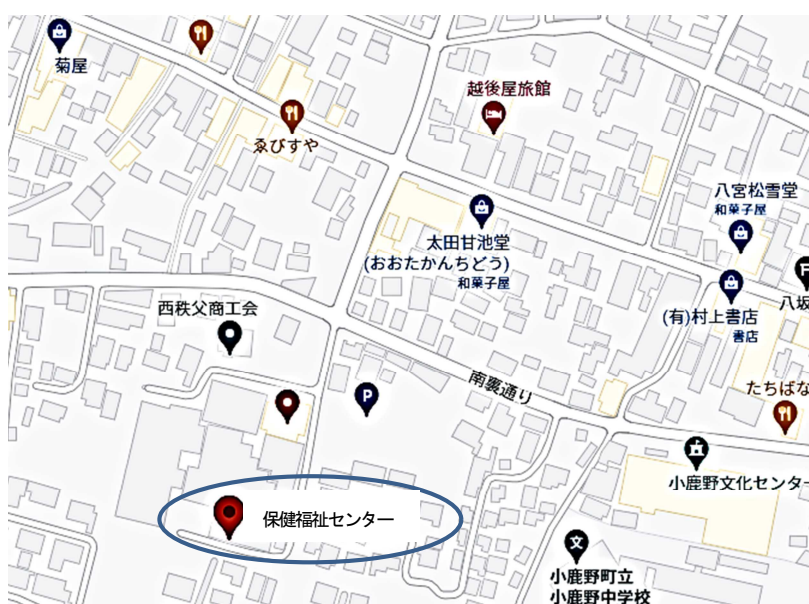 菊屋
越後屋旅館
ゑびすや
八宮松雪堂
和菓子屋
太田甘池堂
(おおたかんちどう)
和菓子屋
西秩父商工会
(有)村上書店
書店
八坂
南裏通り
たちばな
P
小鹿野文化センター
保健福祉センター
文
小鹿野町立
小鹿野中学校